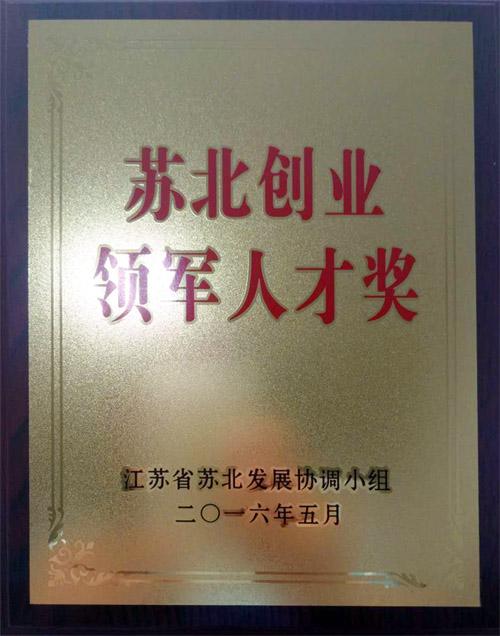 苏北创业
领军人才奖
江苏省苏北发展协调小组
二〇一六年五月